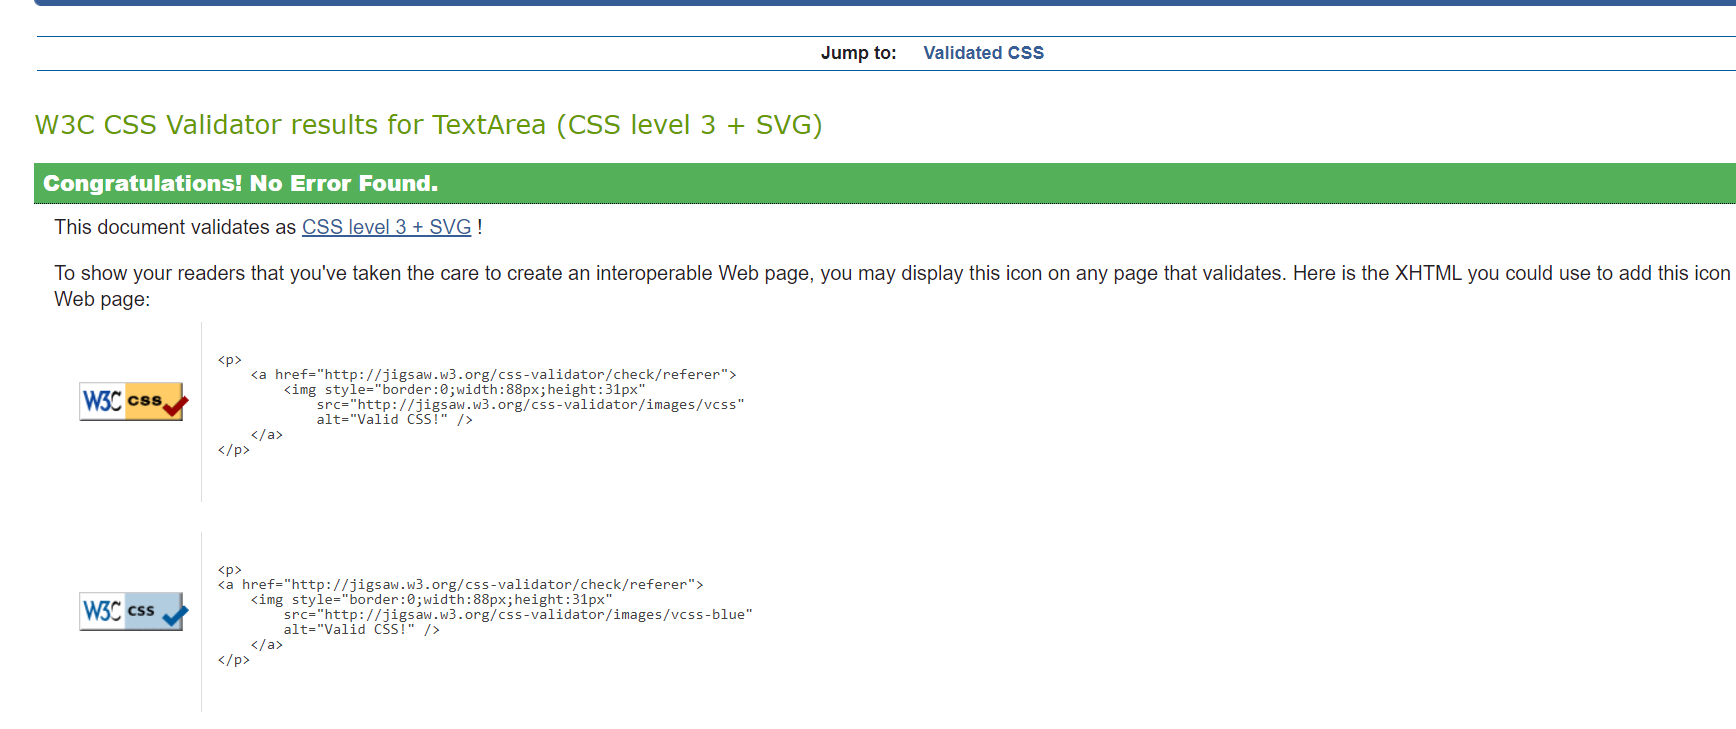 Jump to: Validated CSS
W3C CSS Validator results for TextArea (CSS level 3 + SVG)
Congratulations! No Error Found.
This document validates as CSS level 3 + SVG !
To show your readers that you've taken the care to create an interoperable Web page, you may display this icon on any page that validates. Here is the XHTML you could use to add this icon
Web page:
W3C css
<p>
<a href="http://jigsaw.w3.org/css-validator/check/referer">
<img style="border:0;width:88px;height:31px"
src="http://jigsaw.w3.org/css-validator/images/vcss"
alt="Valid CSS!" />
</a>
</p>
W3C css
<p>
<a href="http://jigsaw.w3.org/css-validator/check/referer">
<img style="border:0;width:88px;height:31px"
src="http://jigsaw.w3.org/css-validator/images/vcss-blue"
alt="Valid CSS!" />
</a>
</p>